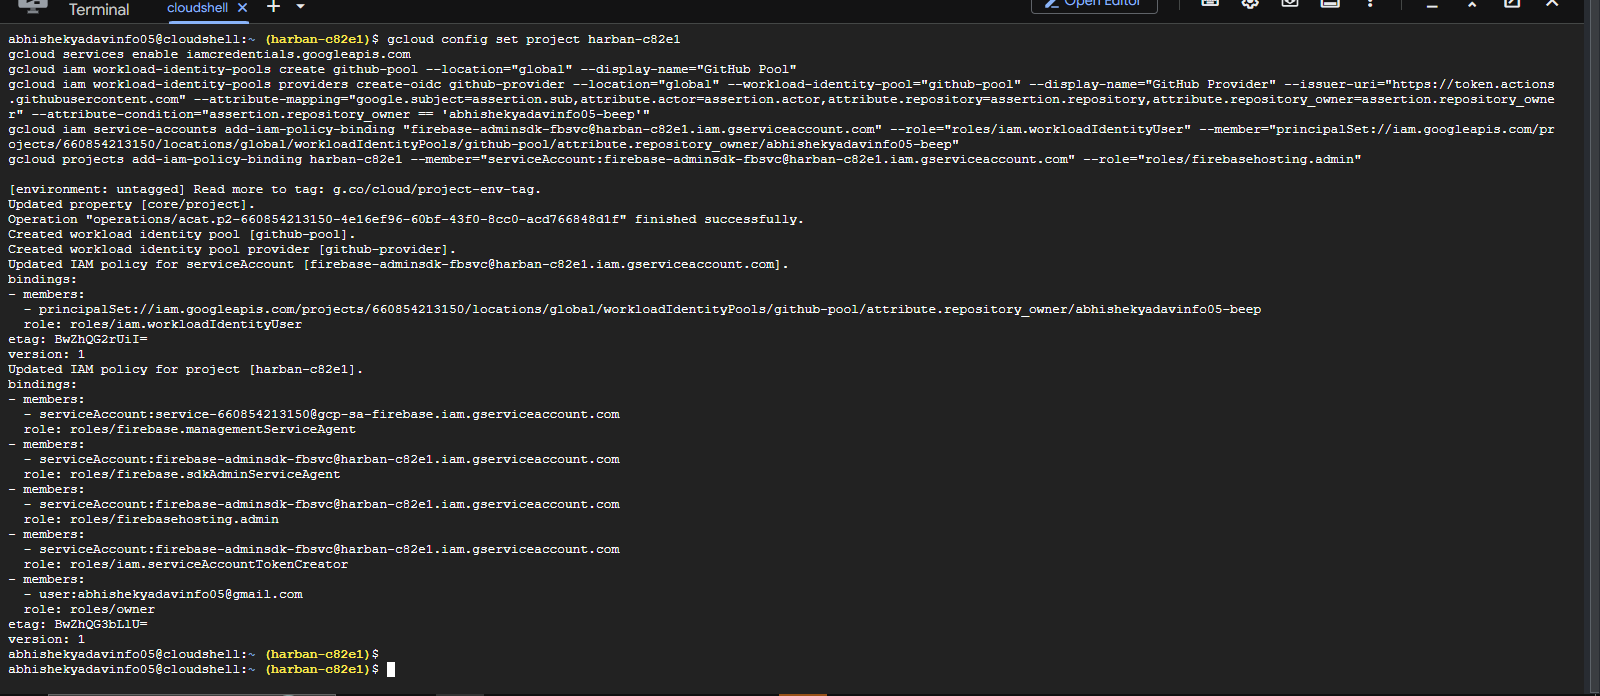 Terminal
cloudshell
Open Editor
abhishekyadavinfo05@cloudshell:~ (harban-c82e1)$ gcloud config set project harban-c82e1
gcloud services enable iamcredentials.googleapis.com
gcloud iam workload-identity-pools create github-pool --location="global" --display-name="GitHub Pool"
gcloud iam workload-identity-pools providers create-oidc github-provider --location="global" --workload-identity-pool="github-pool" --display-name="GitHub Provider" --issuer-uri="https://token.actions
.githubusercontent.com" --attribute-mapping="google.subject=assertion.sub,attribute.actor=assertion.actor,attribute.repository=assertion.repository,attribute.repository_owner=assertion.repository_owne
r" --attribute-condition="assertion.repository_owner == 'abhishekyadavinfo05-beep'"
gcloud iam service-accounts add-iam-policy-binding "firebase-adminsdk-fbsvc@harban-c82e1.iam.gserviceaccount.com" --role="roles/iam.workloadIdentityUser" --member="principalSet://iam.googleapis.com/pr
ojects/660854213150/locations/global/workloadIdentityPools/github-pool/attribute.repository_owner/abhishekyadavinfo05-beep"
gcloud projects add-iam-policy-binding harban-c82e1 --member="serviceAccount:firebase-adminsdk-fbsvc@harban-c82e1.iam.gserviceaccount.com" --role="roles/firebasehosting.admin"
[environment: untagged] Read more to tag: g.co/cloud/project-env-tag.
Updated property [core/project].
Operation "operations/acat.p2-660854213150-4e16ef96-60bf-43f0-8cc0-acd766848d1f" finished successfully.
Created workload identity pool [github-pool].
Created workload identity pool provider [github-provider].
Updated IAM policy for serviceAccount [firebase-adminsdk-fbsvc@harban-c82e1.iam.gserviceaccount.com].
bindings:
- members:
  - principalSet://iam.googleapis.com/projects/660854213150/locations/global/workloadIdentityPools/github-pool/attribute.repository_owner/abhishekyadavinfo05-beep
  role: roles/iam.workloadIdentityUser
etag: BwZhQG2rUiI=
version: 1
Updated IAM policy for project [harban-c82e1].
bindings:
- members:
  - serviceAccount:service-660854213150@gcp-sa-firebase.iam.gserviceaccount.com
  role: roles/firebase.managementServiceAgent
- members:
  - serviceAccount:firebase-adminsdk-fbsvc@harban-c82e1.iam.gserviceaccount.com
  role: roles/firebase.sdkAdminServiceAgent
- members:
  - serviceAccount:firebase-adminsdk-fbsvc@harban-c82e1.iam.gserviceaccount.com
  role: roles/firebasehosting.admin
- members:
  - serviceAccount:firebase-adminsdk-fbsvc@harban-c82e1.iam.gserviceaccount.com
  role: roles/iam.serviceAccountTokenCreator
- members:
  - user:abhishekyadavinfo05@gmail.com
  role: roles/owner
etag: BwZhQG3bLlU=
version: 1
abhishekyadavinfo05@cloudshell:~ (harban-c82e1)$
abhishekyadavinfo05@cloudshell:~ (harban-c82e1)$